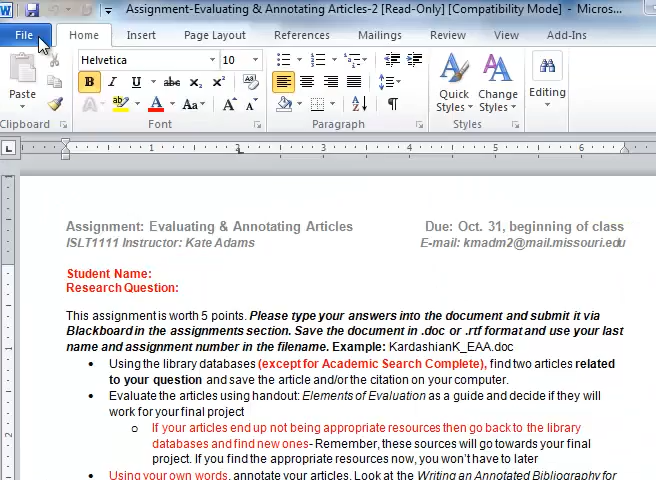 Assignment-Evaluating & Annotating Articles-2 [Read-Only] [Compatibility Mode] - Micros...
File Home Insert Page Layout References Mailings Review View Add-Ins
Helvetica 10
Paste B I U abc x₂ x² Aa A A
Quick Styles Change Styles Editing
Clipboard Font Paragraph Styles
1 2 3 4 5 6
Assignment: Evaluating & Annotating Articles Due: Oct. 31, beginning of class
ISLT1111 Instructor: Kate Adams E-mail: kmadm2@mail.missouri.edu
Student Name:
Research Question:
This assignment is worth 5 points. Please type your answers into the document and submit it via
Blackboard in the assignments section. Save the document in .doc or .rtf format and use your last
name and assignment number in the filename. Example: KardashianK_EAA.doc
• Using the library databases (except for Academic Search Complete), find two articles related
to your question and save the article and/or the citation on your computer.
• Evaluate the articles using handout: Elements of Evaluation as a guide and decide if they will
work for your final project
o If your articles end up not being appropriate resources then go back to the library
databases and find new ones- Remember, these sources will go towards your final
project. If you find the appropriate resources now, you won't have to later
• Using your own words, annotate your articles. Look at the Writing an Annotated Bibliography for